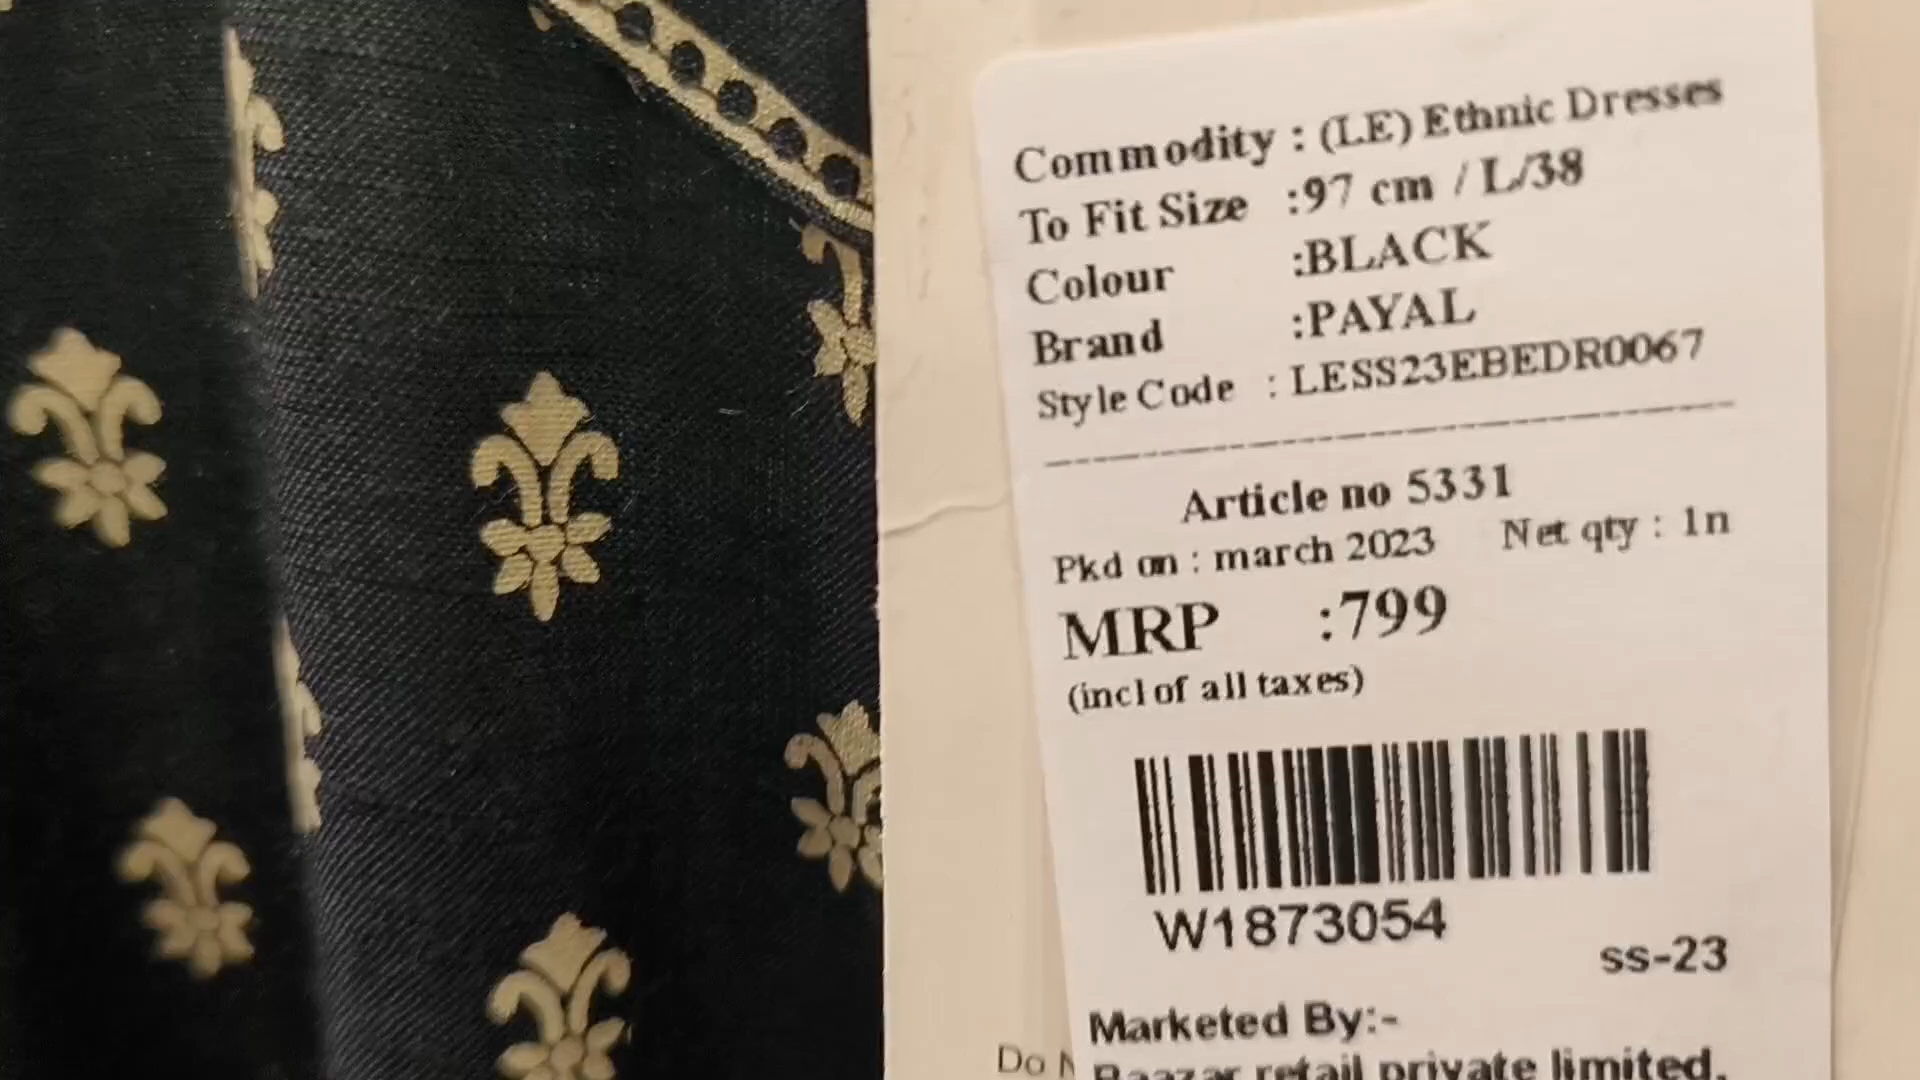 Commodity : (LE) Ethnic Dresses
To Fit Size :97 cm / L/38
Colour :BLACK
Brand :PAYAL
Style Code : LESS23EBEDR0067
Article no 5331
Pkd on : march 2023 Net qty : 1n
MRP :799
(incl of all taxes)
W1873054
ss-23
Marketed By:-
Do
Baazar retail private limited.